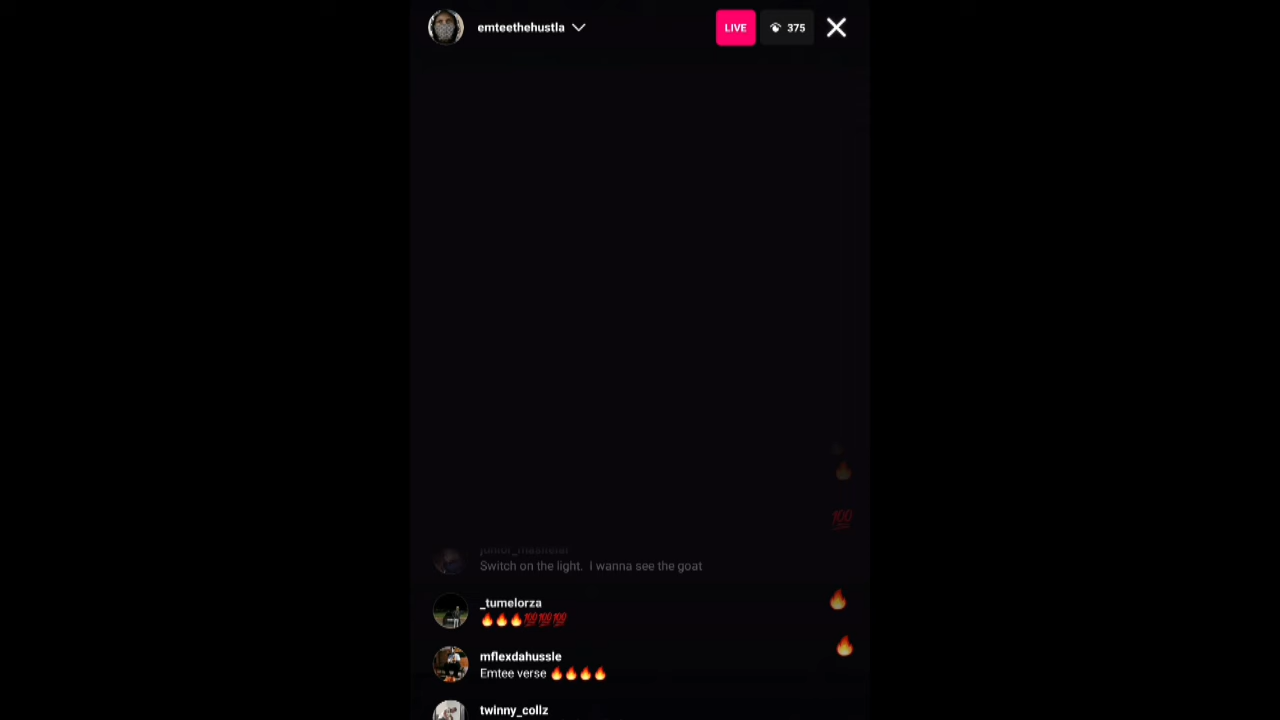 emteethehustla
LIVE
375
Switch on the light. I wanna see the goat
_tumelorza
🔥🔥🔥💯💯💯
mflexdahussle
Emtee verse 🔥🔥🔥🔥
twinny_collz